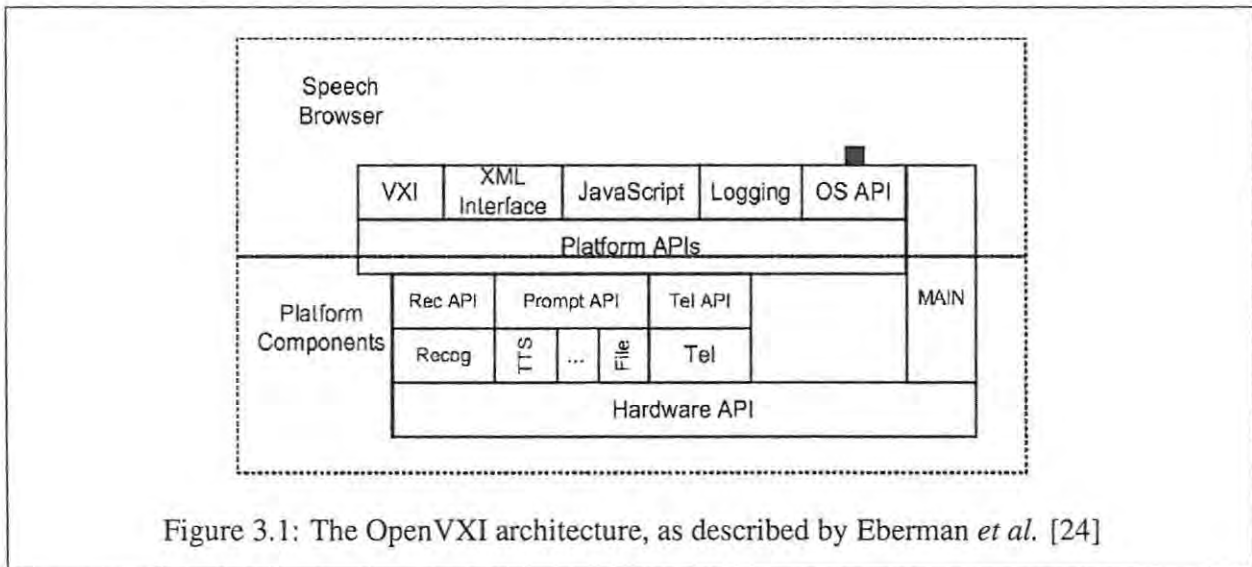 Speech
Browser
VXI
XML
Interface
JavaScript
Logging
OS API
Platform APIs
Platform
Components
Rec API
Prompt API
Tel API
MAIN
Recog
TTS
...
File
Tel
Hardware API
Figure 3.1: The OpenVXI architecture, as described by Eberman et al. [24]